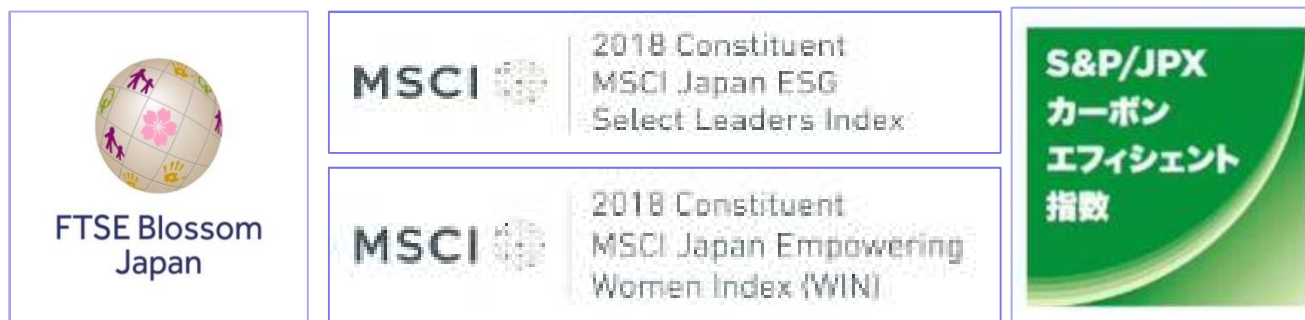 FTSE Blossom
Japan
MSCI
2018 Constituent
MSCI Japan ESG
Select Leaders Index
MSCI
2018 Constituent
MSCI Japan Empowering
Women Index (WIN)
S&P/JPX
カーボン
エフィシェント
指数